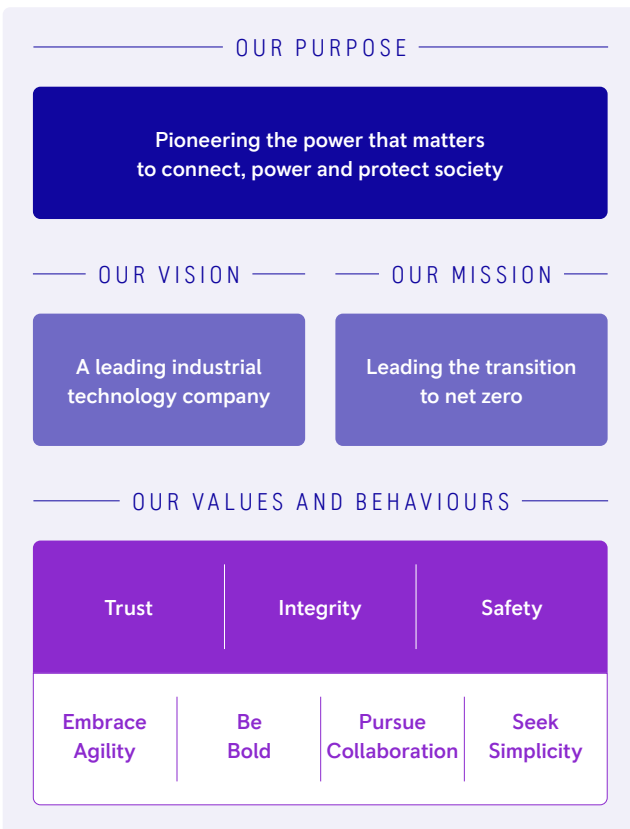 OUR PURPOSE
Pioneering the power that matters
to connect, power and protect society
OUR VISION
A leading industrial
technology company
OUR MISSION
Leading the transition
to net zero
OUR VALUES AND BEHAVIOURS
Trust
Integrity
Safety
Embrace
Agility
Be
Bold
Pursue
Collaboration
Seek
Simplicity